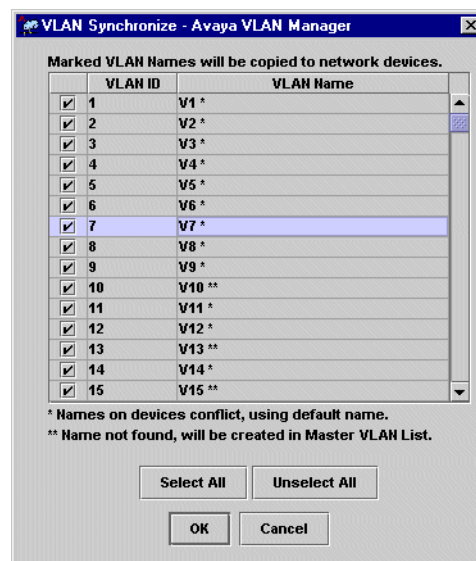 VLAN Synchronize - Avaya VLAN Manager
Marked VLAN Names will be copied to network devices.
VLAN ID VLAN Name
1 V1 *
2 V2 *
3 V3 *
4 V4 *
5 V5 *
6 V6 *
7 V7 *
8 V8 *
9 V9 *
10 V10 **
11 V11 *
12 V12 *
13 V13 **
14 V14 *
15 V15 **
* Names on devices conflict, using default name.
** Name not found, will be created in Master VLAN List.
Select All Unselect All
OK Cancel